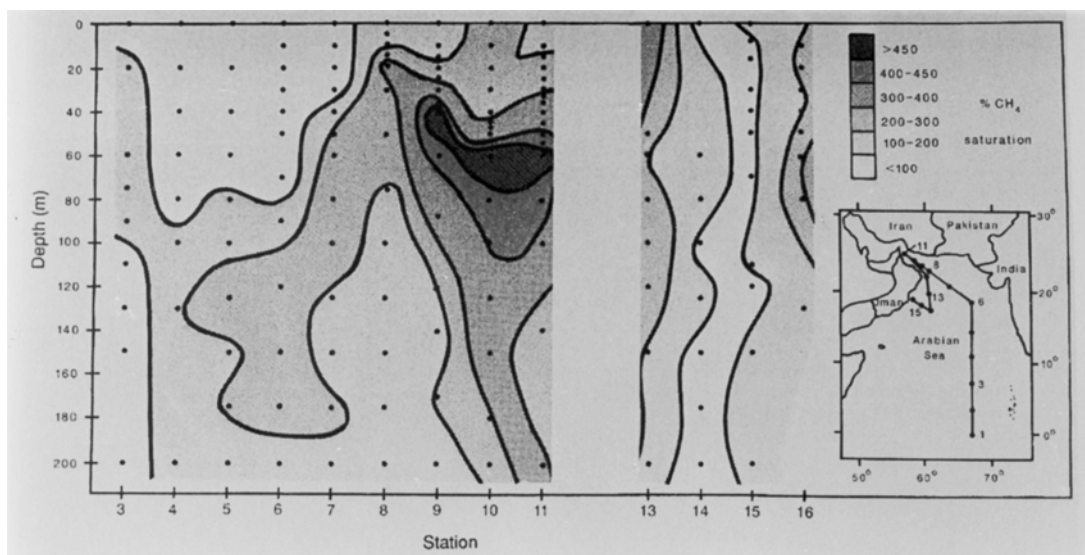 0
20
40
60
80
100
120
140
160
180
200
Depth (m)
3 4 5 6 7 8 9 10 11 13 14 15 16
Station
>450
400-450
300-400
200-300
100-200
<100
% CH4
saturation
Iran
Pakistan
India
Oman
Arabian
Sea
11
8
13
6
15
3
1
30°
20°
10°
0°
50° 60° 70°